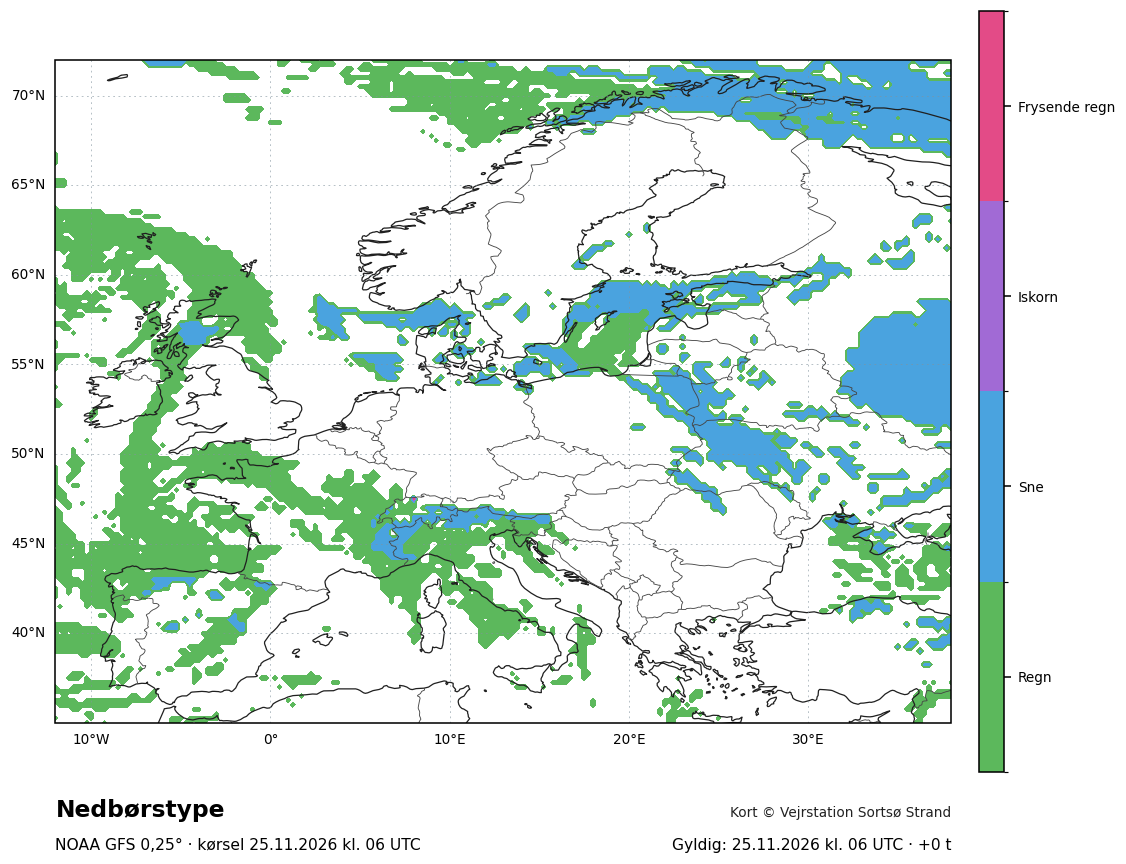 70°N
65°N
60°N
55°N
50°N
45°N
40°N
10°W
0°
10°E
20°E
30°E
Frysende regn
Iskorn
Sne
Regn
Nedbørstype
Kort © Vejrstation Sortsø Strand
NOAA GFS 0,25° · kørsel 25.11.2026 kl. 06 UTC
Gyldig: 25.11.2026 kl. 06 UTC · +0 t